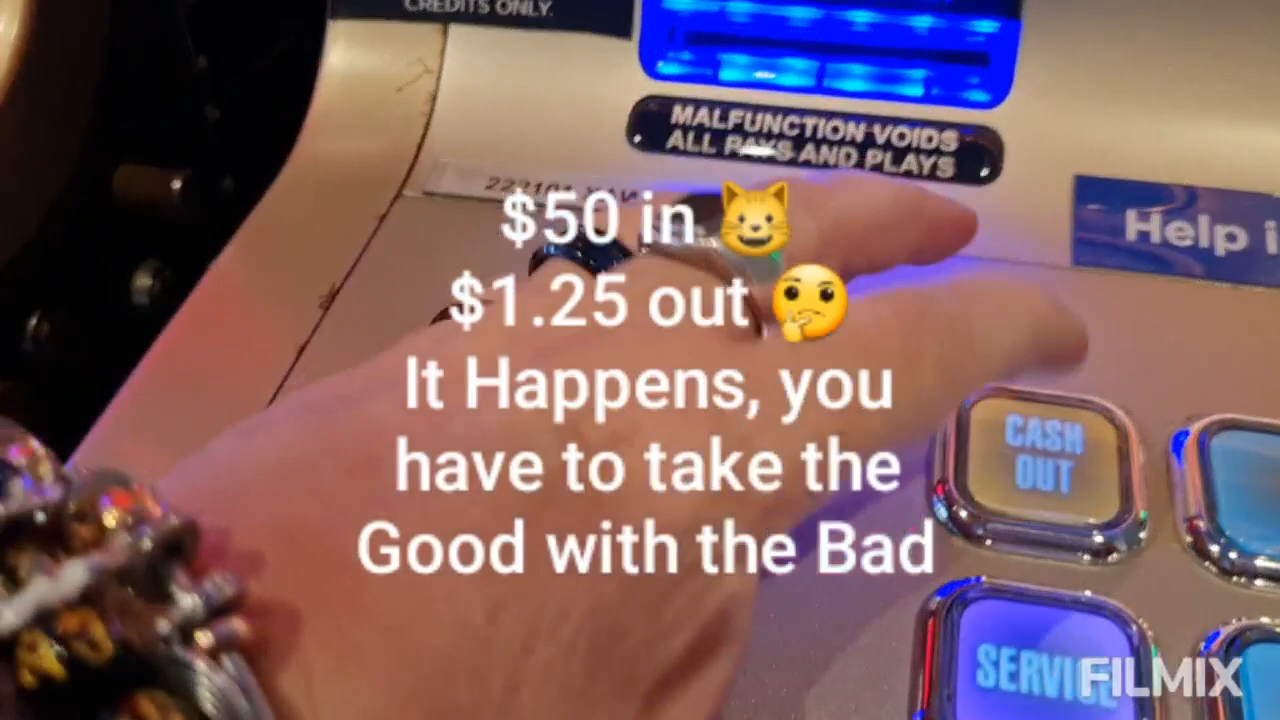 CREDITS ONLY.
MALFUNCTION VOIDS
ALL PAYS AND PLAYS
$50 in 😺
$1.25 out 🤔
It Happens, you
have to take the
Good with the Bad
Help i
CASH
OUT
SERVICE
FILMIX